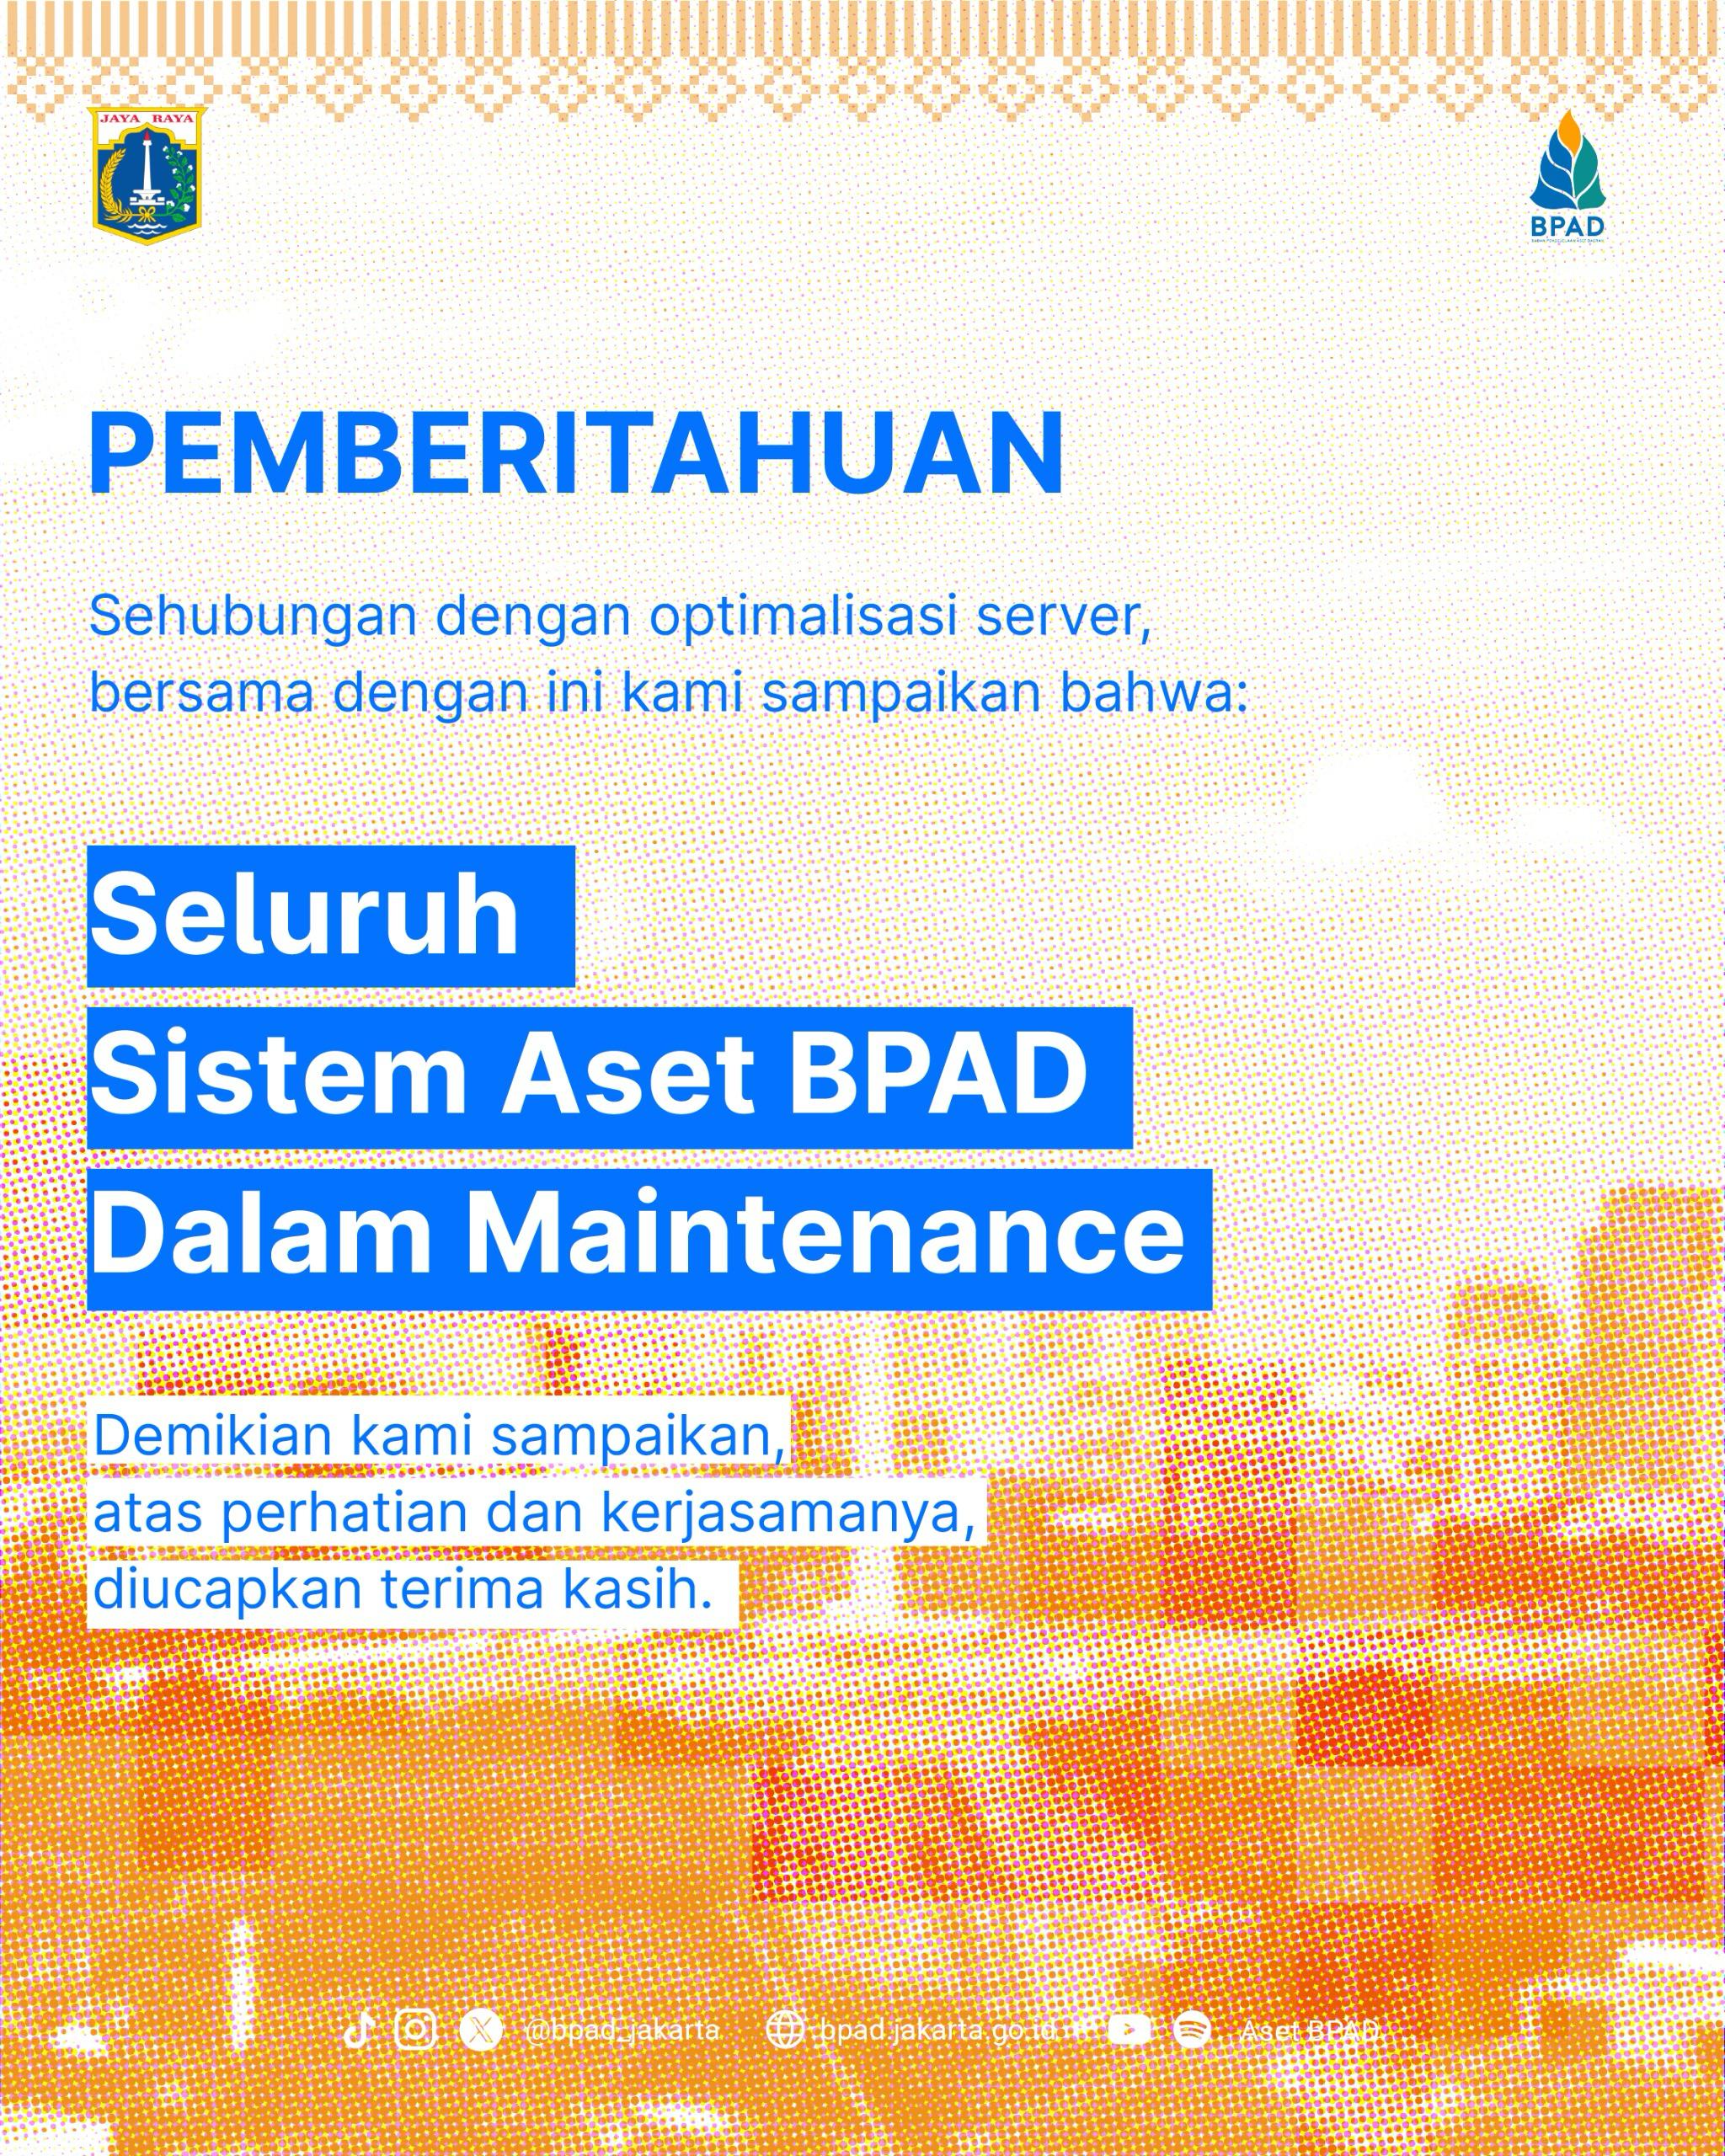 JAYA RAYA
BPAD
PEMBERITAHUAN
Sehubungan dengan optimalisasi server,
bersama dengan ini kami sampaikan bahwa:
Seluruh
Sistem Aset BPAD
Dalam Maintenance
Demikian kami sampaikan,
atas perhatian dan kerjasamanya,
diucapkan terima kasih.
@bpad_jakarta bpad.jakarta.go.id Aset BPAD